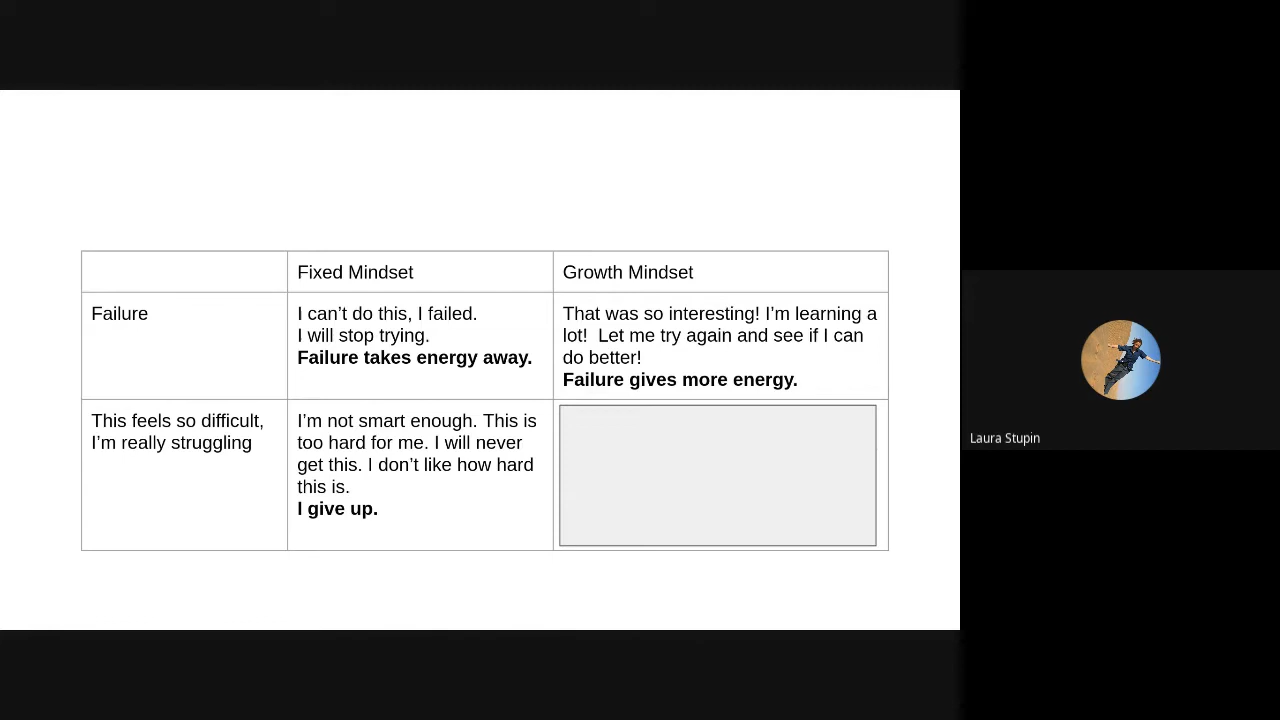 Fixed Mindset
Growth Mindset
Failure
I can’t do this, I failed.
I will stop trying.
Failure takes energy away.
That was so interesting! I’m learning a
lot!  Let me try again and see if I can
do better!
Failure gives more energy.
This feels so difficult,
I’m really struggling
I’m not smart enough. This is
too hard for me. I will never
get this. I don’t like how hard
this is.
I give up.
Laura Stupin